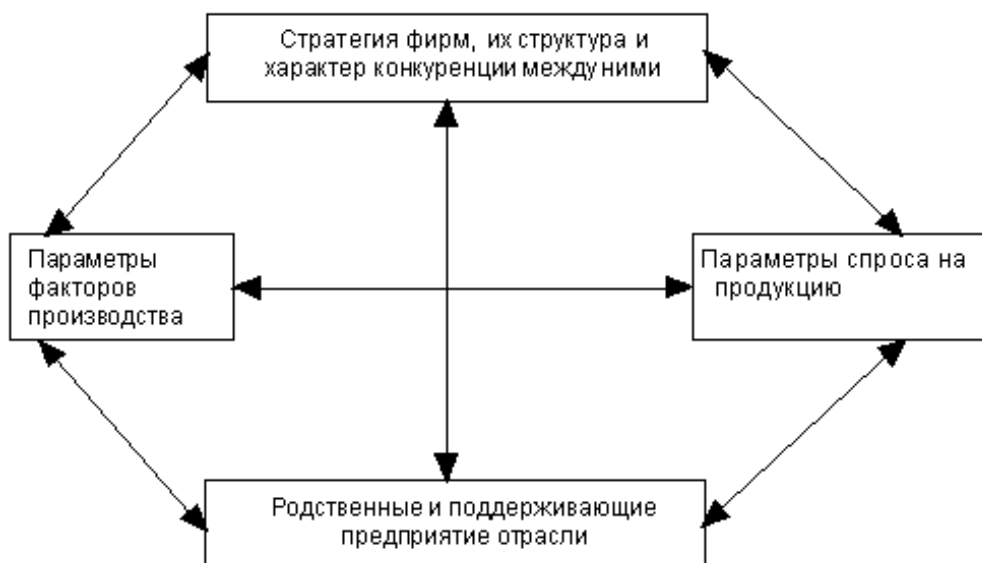 Стратегия фирм, их структура и
характер конкуренции между ними
Параметры
факторов
производства
Параметры спроса на
продукцию
Родственные и поддерживающие
предприятие отрасли